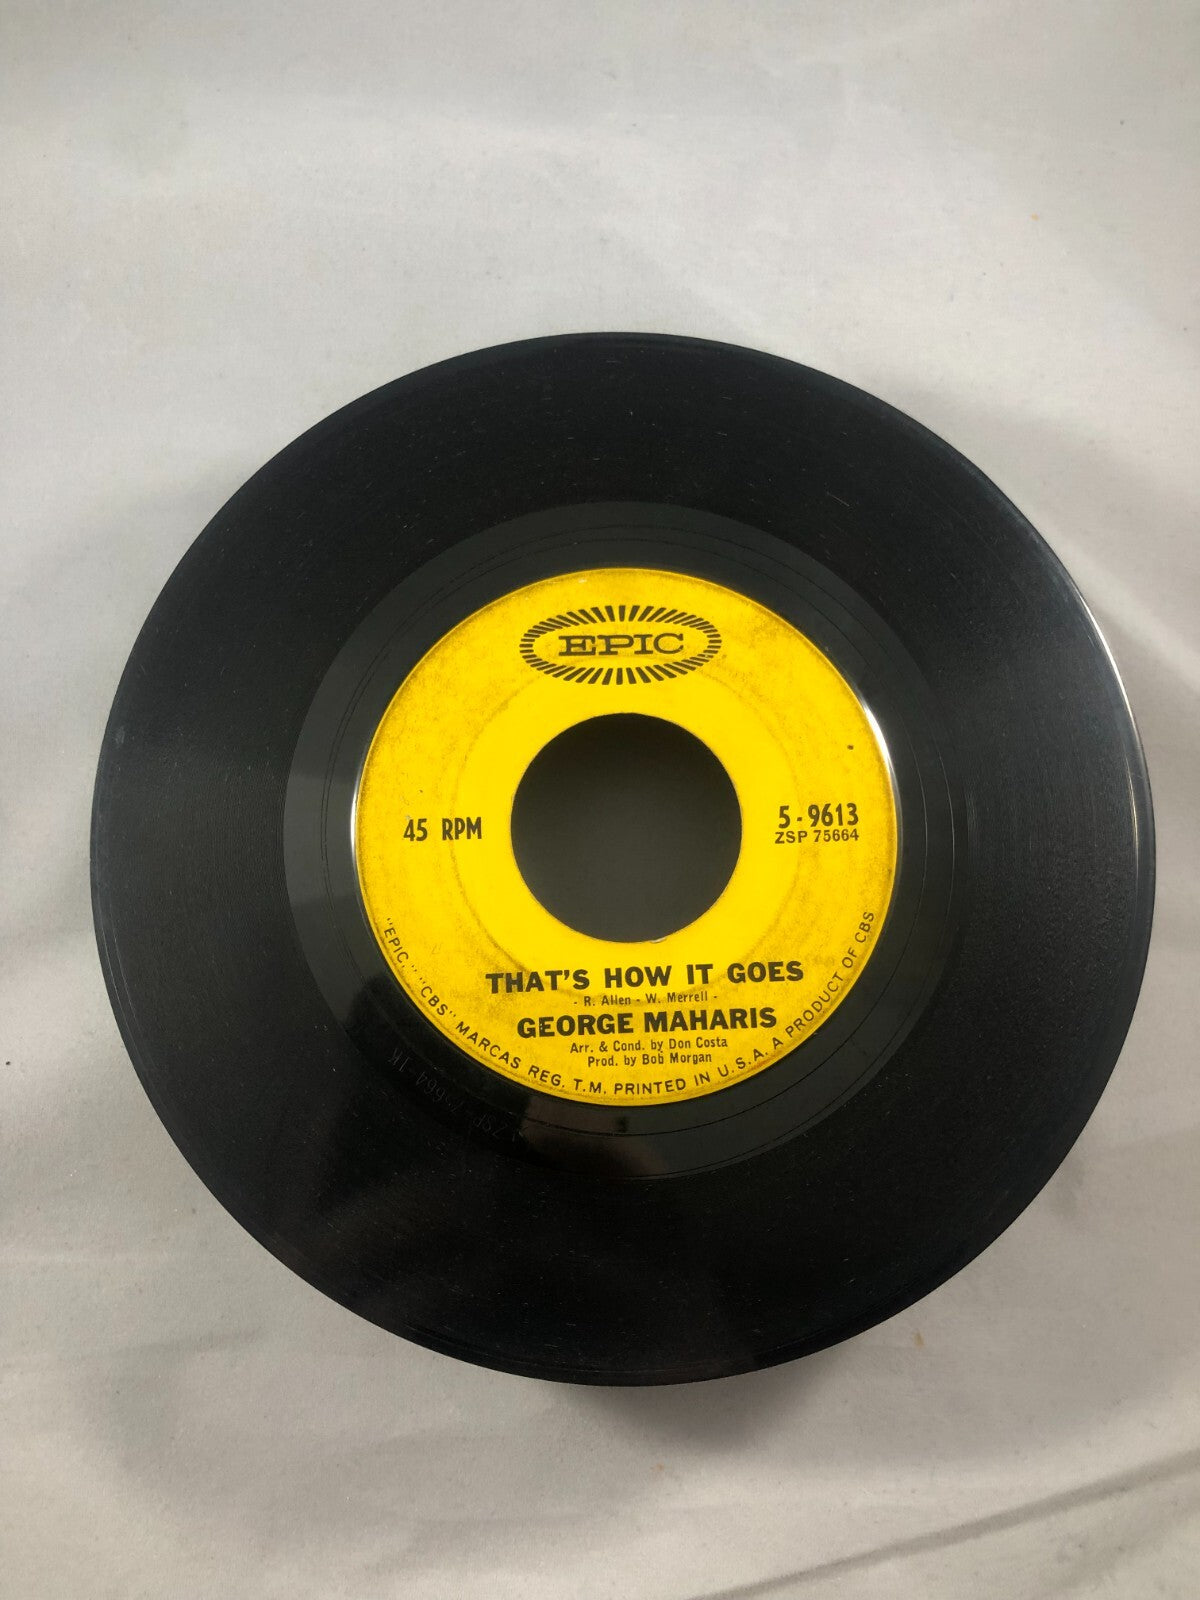 EPIC
45 RPM
5-9613
ZSP 75664
THAT'S HOW IT GOES
- R. Allen - W. Merrell -
GEORGE MAHARIS
Arr. & Cond. by Don Costa
Prod. by Bob Morgan
"EPIC," "CBS" MARCAS REG. T.M. PRINTED IN U.S.A. A PRODUCT OF CBS